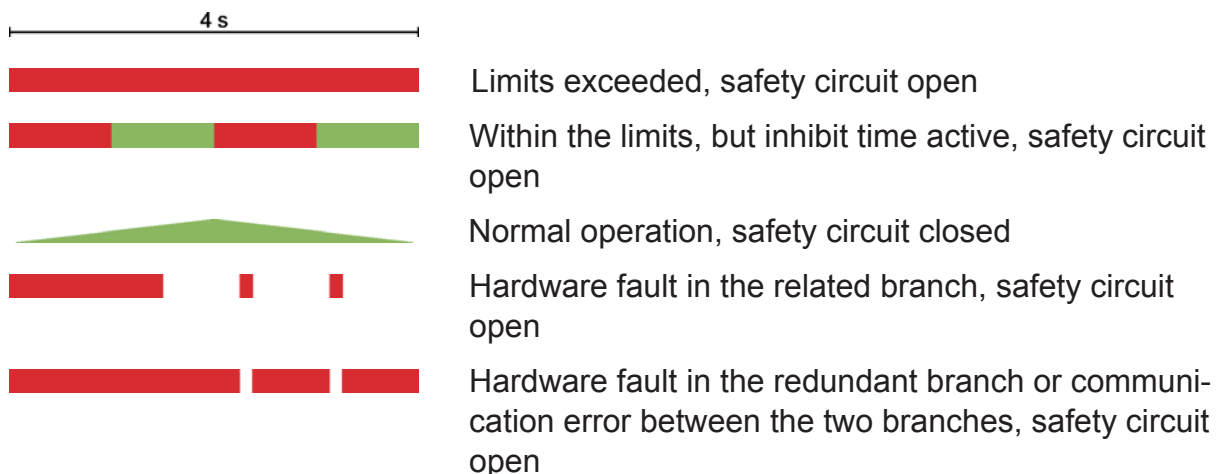 4 s
Limits exceeded, safety circuit open
Within the limits, but inhibit time active, safety circuit
open
Normal operation, safety circuit closed
Hardware fault in the related branch, safety circuit
open
Hardware fault in the redundant branch or communi-
cation error between the two branches, safety circuit
open